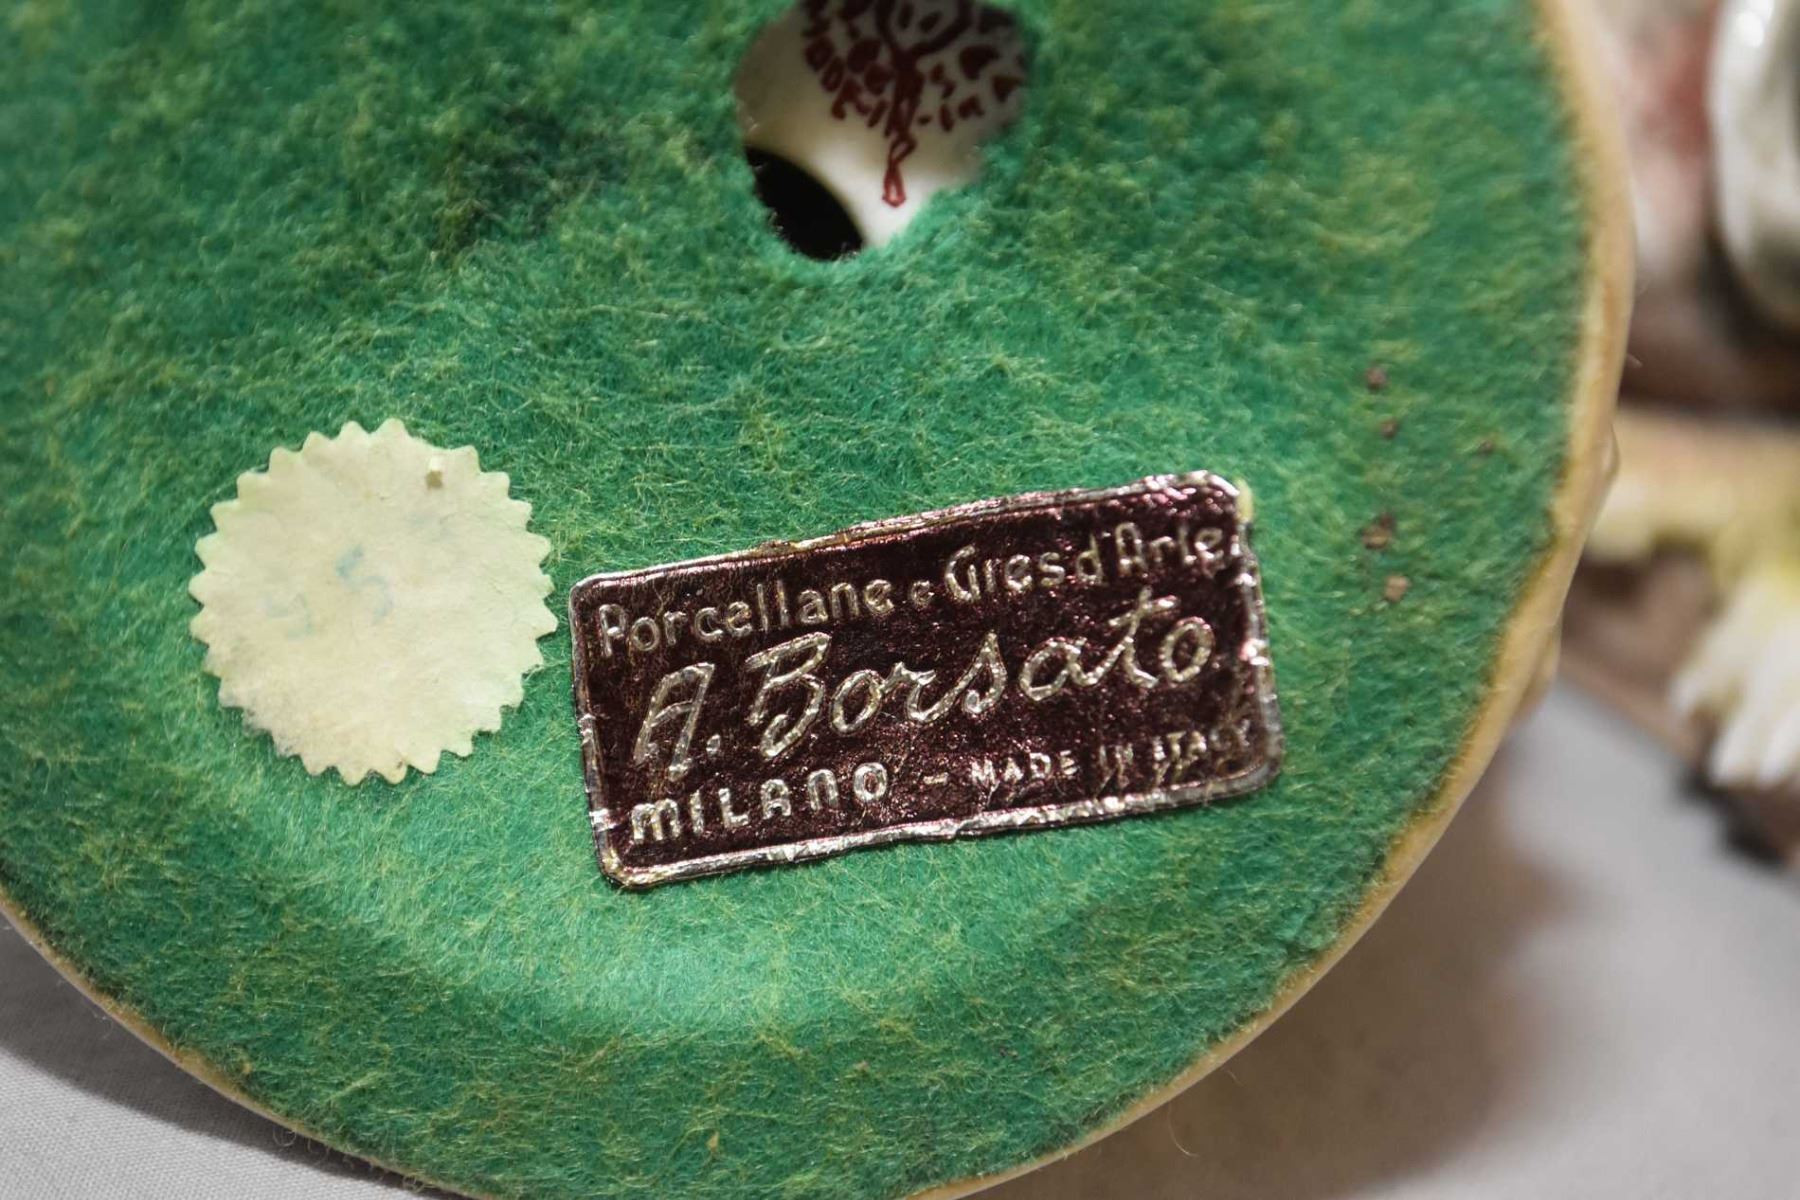 Porcellane e Gres d'Arte
A. Borsato
MILANO - MADE IN ITALY